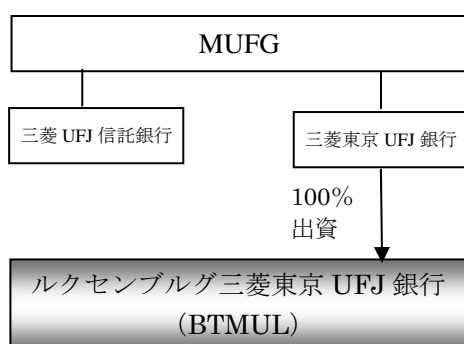 MUFG
三菱 UFJ 信託銀行
三菱東京 UFJ 銀行
100%
出資
ルクセンブルグ三菱東京 UFJ 銀行
(BTMUL)